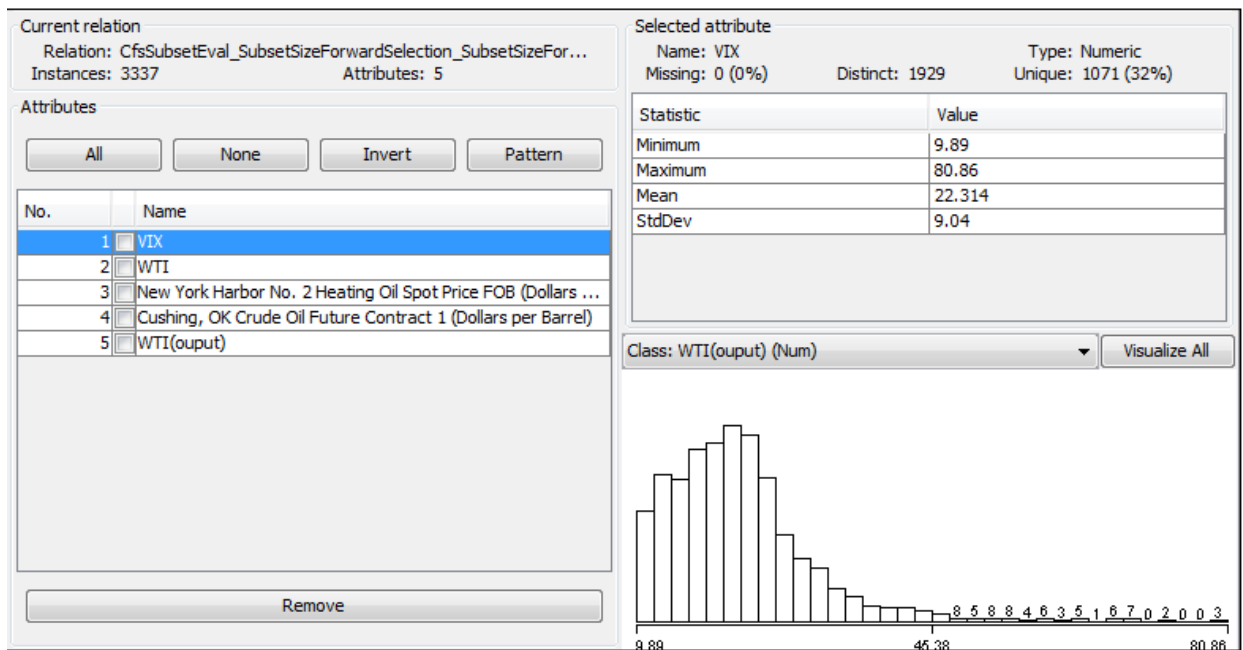 Current relation
Relation: CfsSubsetEval_SubsetSizeForwardSelection_SubsetSizeFor...
Instances: 3337 Attributes: 5
Attributes
All None Invert Pattern
No. Name
1 VIX
2 WTI
3 New York Harbor No. 2 Heating Oil Spot Price FOB (Dollars ...
4 Cushing, OK Crude Oil Future Contract 1 (Dollars per Barrel)
5 WTI(ouput)
Remove
Selected attribute
Name: VIX Type: Numeric
Missing: 0 (0%) Distinct: 1929 Unique: 1071 (32%)
Statistic Value
Minimum 9.89
Maximum 80.86
Mean 22.314
StdDev 9.04
Class: WTI(ouput) (Num) Visualize All
8 5 8 8 4 6 3 5 1 6 7 0 2 0 0 3
9.89 45.38 80.86